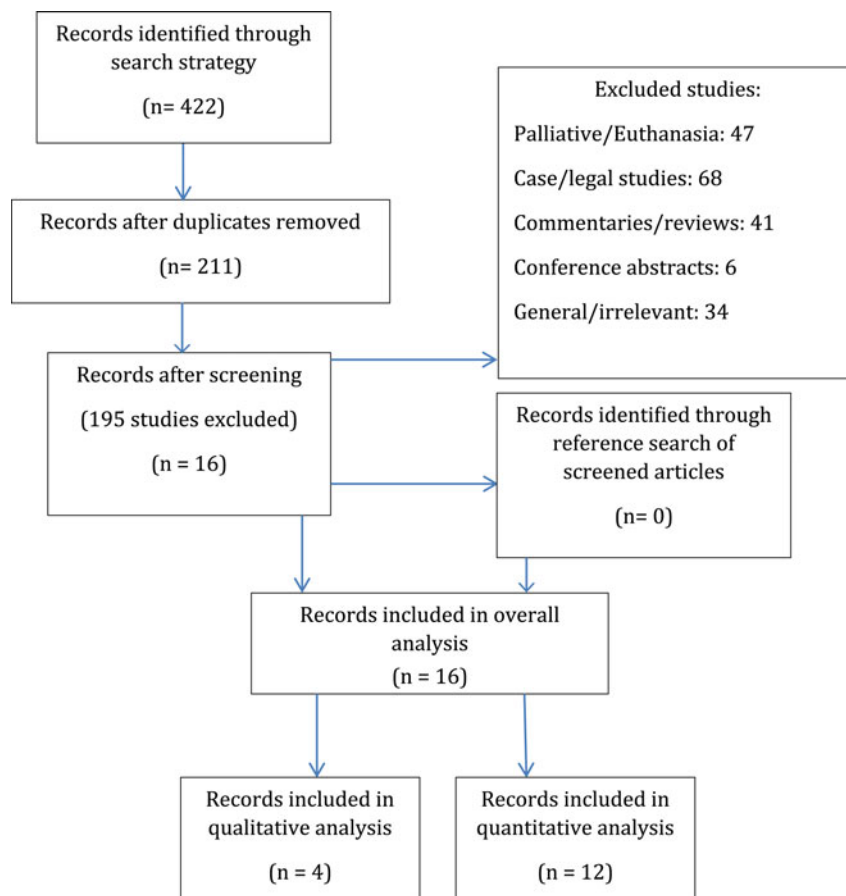 Records identified through
search strategy
(n= 422)
Excluded studies:
Palliative/Euthanasia: 47
Case/legal studies: 68
Commentaries/reviews: 41
Conference abstracts: 6
General/irrelevant: 34
Records after duplicates removed
(n= 211)
Records after screening
(195 studies excluded)
(n = 16)
Records identified through
reference search of
screened articles
(n= 0)
Records included in overall
analysis
(n = 16)
Records included in
qualitative analysis
(n = 4)
Records included in
quantitative analysis
(n = 12)